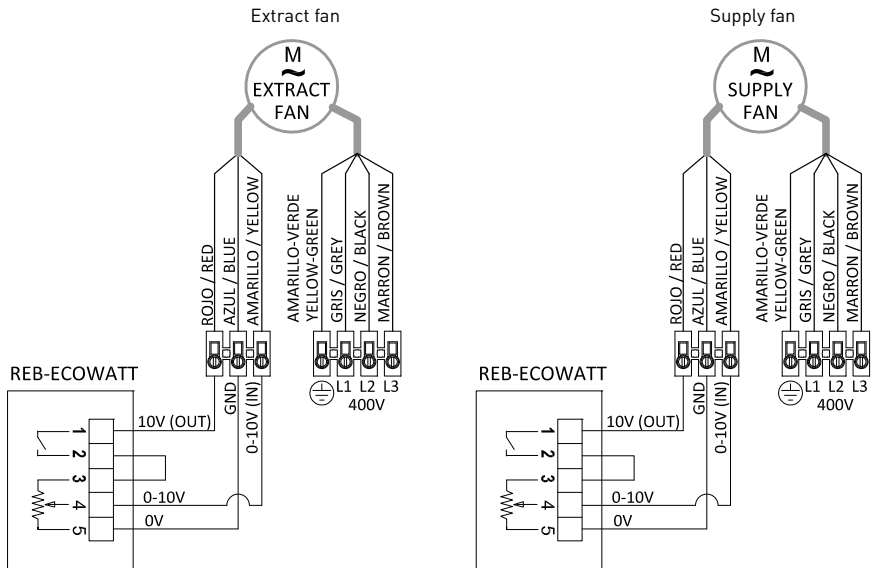 Extract fan
M
~
EXTRACT
FAN
ROJO / RED
AZUL / BLUE
AMARILLO / YELLOW
AMARILLO-VERDE
YELLOW-GREEN
GRIS / GREY
NEGRO / BLACK
MARRON / BROWN
L1 L2 L3
400V
GND
0-10V (IN)
REB-ECOWATT
10V (OUT)
1
2
3
4
5
0-10V
0V
Supply fan
M
~
SUPPLY
FAN
ROJO / RED
AZUL / BLUE
AMARILLO / YELLOW
AMARILLO-VERDE
YELLOW-GREEN
GRIS / GREY
NEGRO / BLACK
MARRON / BROWN
L1 L2 L3
400V
GND
0-10V (IN)
REB-ECOWATT
10V (OUT)
1
2
3
4
5
0-10V
0V